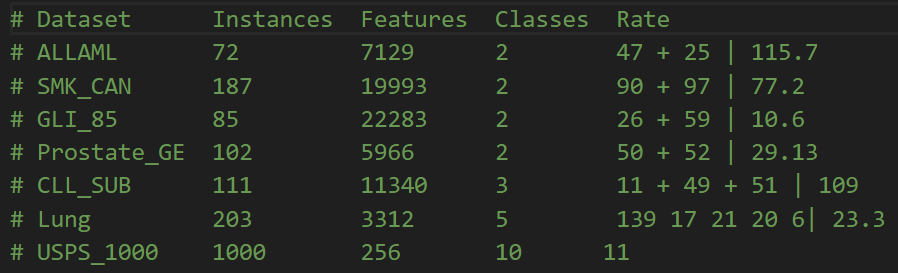 # Dataset     Instances  Features  Classes  Rate
# ALLAML      72         7129      2        47 + 25 | 115.7
# SMK_CAN     187        19993     2        90 + 97 | 77.2
# GLI_85      85         22283     2        26 + 59 | 10.6
# Prostate_GE 102        5966      2        50 + 52 | 29.13
# CLL_SUB     111        11340     3        11 + 49 + 51 | 109
# Lung        203        3312      5        139 17 21 20 6| 23.3
# USPS_1000   1000       256       10      11